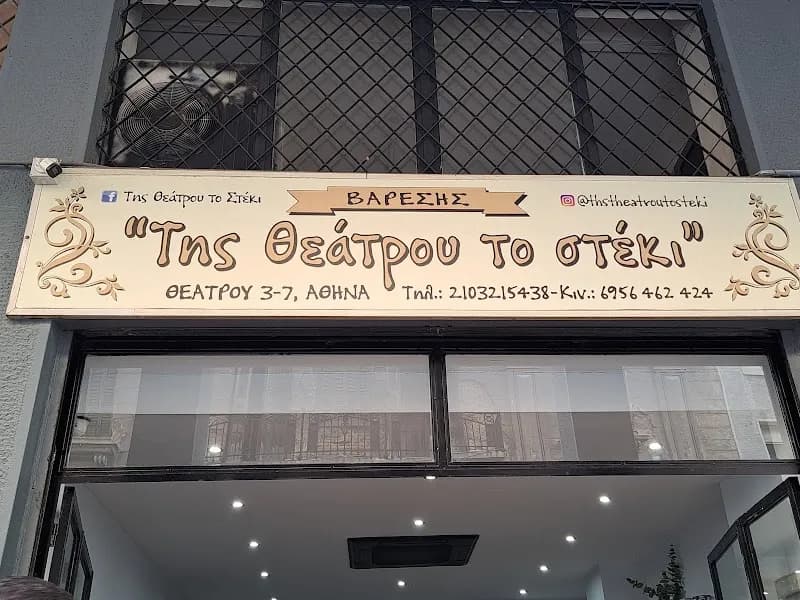 Της Θεάτρου το Στέκι
ΒΑΡΕΣΗΣ
@thstheatroutosteki
"Της Θεάτρου το στέκι"
ΘΕΑΤΡΟΥ 3-7, ΑΘΗΝΑ Τηλ.: 2103215438-Κιν.: 6956 462 424